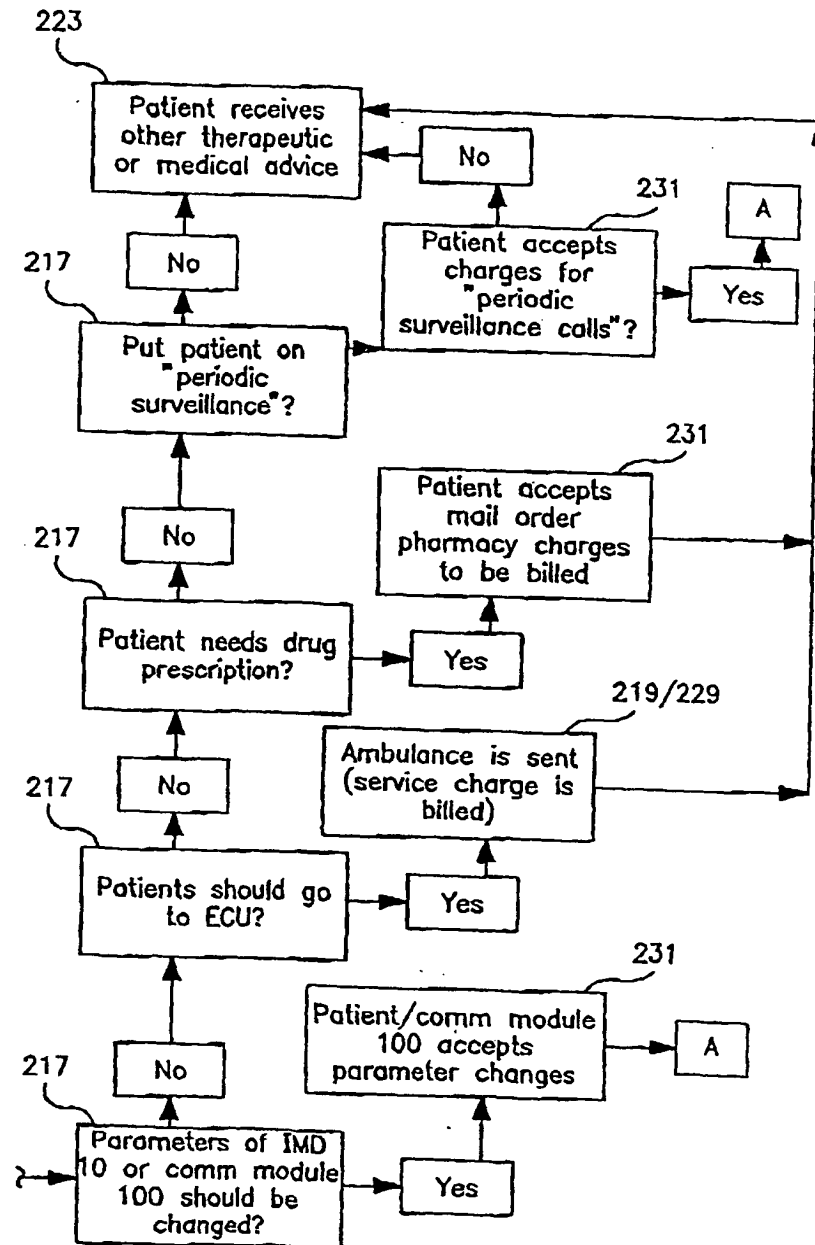 223
Patient receives
other therapeutic
or medical advice
No
231
A
No
Patient accepts
charges for
"periodic
surveillance calls"?
Yes
217
Put patient on
"periodic
surveillance"?
231
No
Patient accepts
mail order
pharmacy charges
to be billed
217
Patient needs drug
prescription?
Yes
219/229
No
Ambulance is sent
(service charge is
billed)
217
Patients should go
to ECU?
Yes
231
No
Patient/comm module
100 accepts
parameter changes
A
217
Parameters of IMD
10 or comm module
100 should be
changed?
Yes